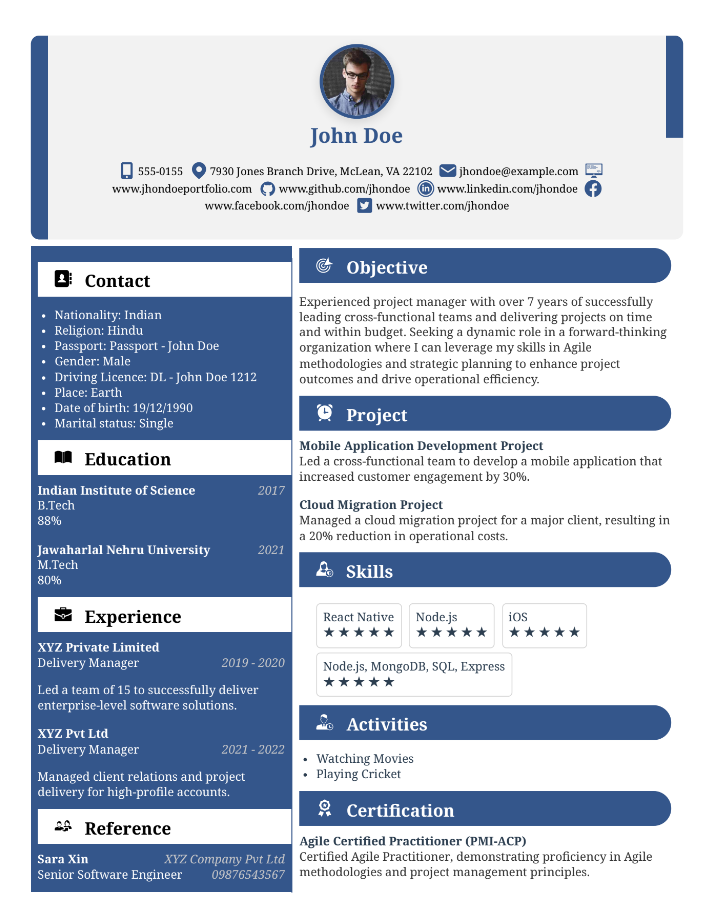 John Doe
555-0155 7930 Jones Branch Drive, McLean, VA 22102 jhondoe@example.com
www.jhondoeportfolio.com www.github.com/jhondoe in www.linkedin.com/jhondoe
www.facebook.com/jhondoe www.twitter.com/jhondoe
Contact
• Nationality: Indian
• Religion: Hindu
• Passport: Passport - John Doe
• Gender: Male
• Driving Licence: DL - John Doe 1212
• Place: Earth
• Date of birth: 19/12/1990
• Marital status: Single
Education
Indian Institute of Science 2017
B.Tech
88%
Jawaharlal Nehru University 2021
M.Tech
80%
Experience
XYZ Private Limited
Delivery Manager 2019 - 2020
Led a team of 15 to successfully deliver
enterprise-level software solutions.
XYZ Pvt Ltd
Delivery Manager 2021 - 2022
Managed client relations and project
delivery for high-profile accounts.
Reference
Sara Xin XYZ Company Pvt Ltd
Senior Software Engineer 09876543567
Objective
Experienced project manager with over 7 years of successfully
leading cross-functional teams and delivering projects on time
and within budget. Seeking a dynamic role in a forward-thinking
organization where I can leverage my skills in Agile
methodologies and strategic planning to enhance project
outcomes and drive operational efficiency.
Project
Mobile Application Development Project
Led a cross-functional team to develop a mobile application that
increased customer engagement by 30%.
Cloud Migration Project
Managed a cloud migration project for a major client, resulting in
a 20% reduction in operational costs.
Skills
React Native Node.js iOS
★★★★★ ★★★★★ ★★★★★
Node.js, MongoDB, SQL, Express
★★★★★
Activities
• Watching Movies
• Playing Cricket
Certification
Agile Certified Practitioner (PMI-ACP)
Certified Agile Practitioner, demonstrating proficiency in Agile
methodologies and project management principles.